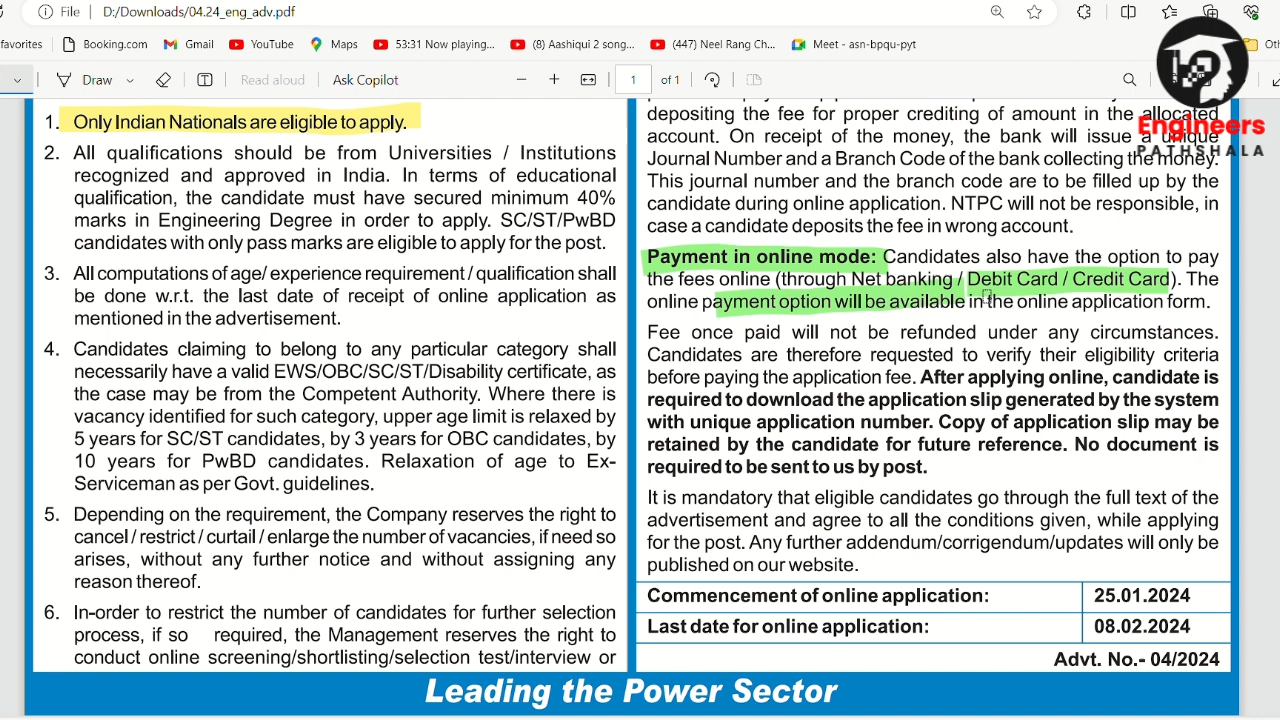 File
D:/Downloads/04.24_eng_adv.pdf
favorites
Booking.com
Gmail
YouTube
Maps
53:31 Now playing...
(8) Aashiqui 2 song...
(447) Neel Rang Ch...
Meet - asn-bpqu-pyt
Draw
Read aloud
Ask Copilot
1
of 1
Engineers
PATHSHALA
1. Only Indian Nationals are eligible to apply.
2. All qualifications should be from Universities / Institutions
recognized and approved in India. In terms of educational
qualification, the candidate must have secured minimum 40%
marks in Engineering Degree in order to apply. SC/ST/PwBD
candidates with only pass marks are eligible to apply for the post.
3. All computations of age/ experience requirement / qualification shall
be done w.r.t. the last date of receipt of online application as
mentioned in the advertisement.
4. Candidates claiming to belong to any particular category shall
necessarily have a valid EWS/OBC/SC/ST/Disability certificate, as
the case may be from the Competent Authority. Where there is
vacancy identified for such category, upper age limit is relaxed by
5 years for SC/ST candidates, by 3 years for OBC candidates, by
10 years for PwBD candidates. Relaxation of age to Ex-
Serviceman as per Govt. guidelines.
5. Depending on the requirement, the Company reserves the right to
cancel / restrict / curtail / enlarge the number of vacancies, if need so
arises, without any further notice and without assigning any
reason thereof.
6. In-order to restrict the number of candidates for further selection
process, if so required, the Management reserves the right to
conduct online screening/shortlisting/selection test/interview or
depositing the fee for proper crediting of amount in the allocated
account. On receipt of the money, the bank will issue a unique
Journal Number and a Branch Code of the bank collecting the money.
This journal number and the branch code are to be filled up by the
candidate during online application. NTPC will not be responsible, in
case a candidate deposits the fee in wrong account.
Payment in online mode: Candidates also have the option to pay
the fees online (through Net banking / Debit Card / Credit Card). The
online payment option will be available in the online application form.
Fee once paid will not be refunded under any circumstances.
Candidates are therefore requested to verify their eligibility criteria
before paying the application fee. After applying online, candidate is
required to download the application slip generated by the system
with unique application number. Copy of application slip may be
retained by the candidate for future reference. No document is
required to be sent to us by post.
It is mandatory that eligible candidates go through the full text of the
advertisement and agree to all the conditions given, while applying
for the post. Any further addendum/corrigendum/updates will only be
published on our website.
Commencement of online application: 25.01.2024
Last date for online application: 08.02.2024
Advt. No.- 04/2024
Leading the Power Sector